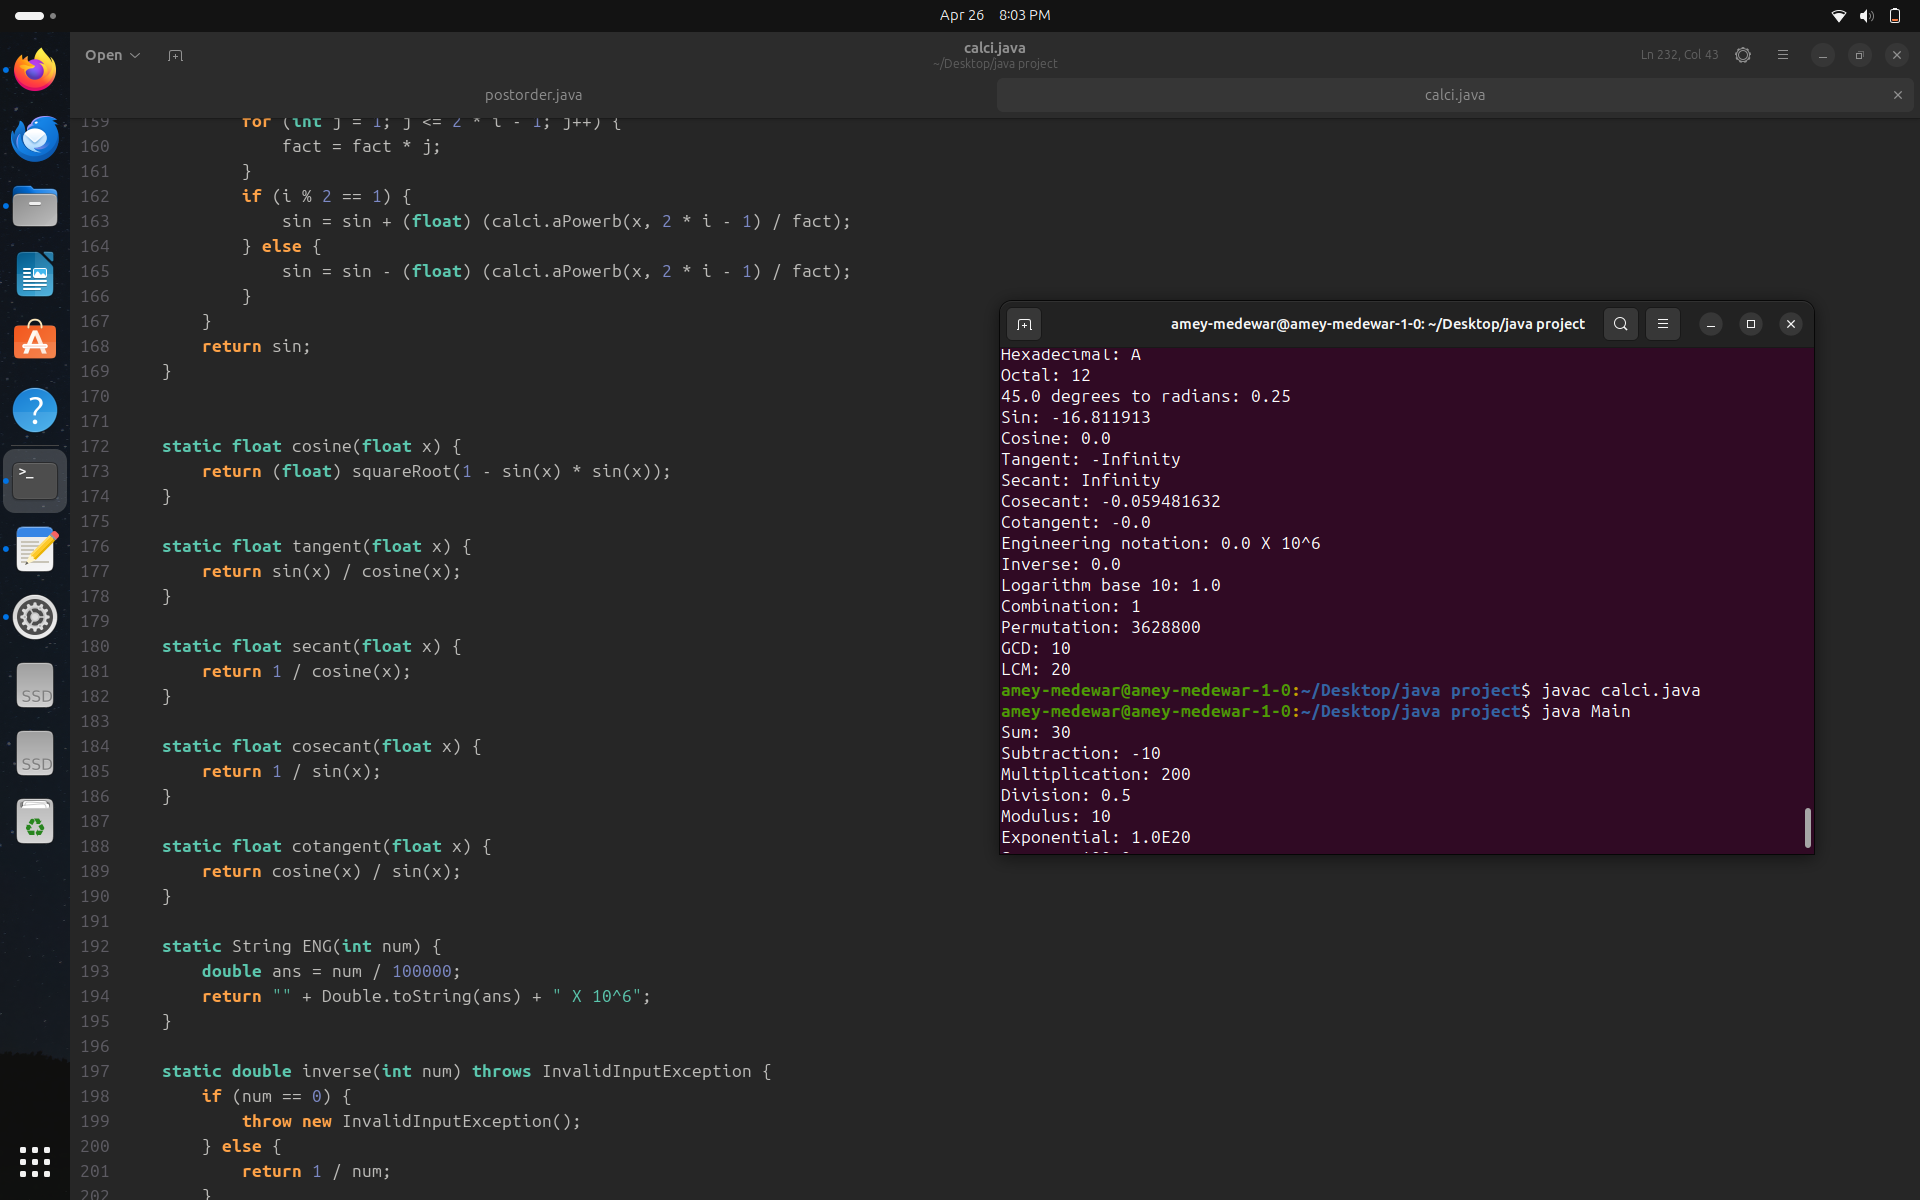 Apr 26 8:03 PM
Open
calci.java
~/Desktop/java project
Ln 232, Col 43
postorder.java
calci.java
159 for (int j = 1; j <= 2 * i - 1; j++) {
160 fact = fact * j;
161 }
162 if (i % 2 == 1) {
163 sin = sin + (float) (calci.aPowerb(x, 2 * i - 1) / fact);
164 } else {
165 sin = sin - (float) (calci.aPowerb(x, 2 * i - 1) / fact);
166 }
167 }
168 return sin;
169 }
170
171
172 static float cosine(float x) {
173 return (float) squareRoot(1 - sin(x) * sin(x));
174 }
175
176 static float tangent(float x) {
177 return sin(x) / cosine(x);
178 }
179
180 static float secant(float x) {
181 return 1 / cosine(x);
182 }
183
184 static float cosecant(float x) {
185 return 1 / sin(x);
186 }
187
188 static float cotangent(float x) {
189 return cosine(x) / sin(x);
190 }
191
192 static String ENG(int num) {
193 double ans = num / 100000;
194 return "" + Double.toString(ans) + " X 10^6";
195 }
196
197 static double inverse(int num) throws InvalidInputException {
198 if (num == 0) {
199 throw new InvalidInputException();
200 } else {
201 return 1 / num;
202 }
amey-medewar@amey-medewar-1-0: ~/Desktop/java project
Hexadecimal: A
Octal: 12
45.0 degrees to radians: 0.25
Sin: -16.811913
Cosine: 0.0
Tangent: -Infinity
Secant: Infinity
Cosecant: -0.059481632
Cotangent: -0.0
Engineering notation: 0.0 X 10^6
Inverse: 0.0
Logarithm base 10: 1.0
Combination: 1
Permutation: 3628800
GCD: 10
LCM: 20
amey-medewar@amey-medewar-1-0:~/Desktop/java project$ javac calci.java
amey-medewar@amey-medewar-1-0:~/Desktop/java project$ java Main
Sum: 30
Subtraction: -10
Multiplication: 200
Division: 0.5
Modulus: 10
Exponential: 1.0E20
SSD
SSD